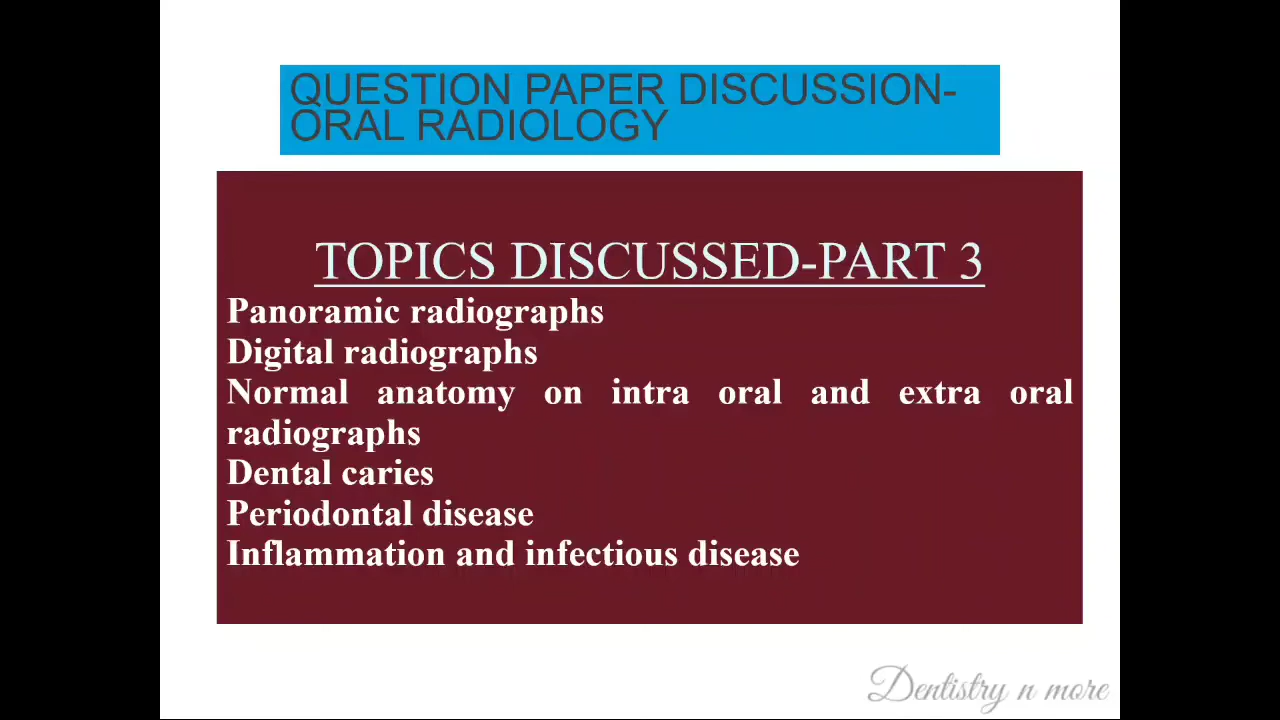 QUESTION PAPER DISCUSSION-
ORAL RADIOLOGY
TOPICS DISCUSSED-PART 3
Panoramic radiographs
Digital radiographs
Normal anatomy on intra oral and extra oral
radiographs
Dental caries
Periodontal disease
Inflammation and infectious disease
Dentistry n more